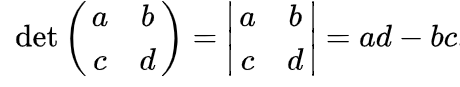 det ( a b ; c d ) = | a b ; c d | = ad − bc.